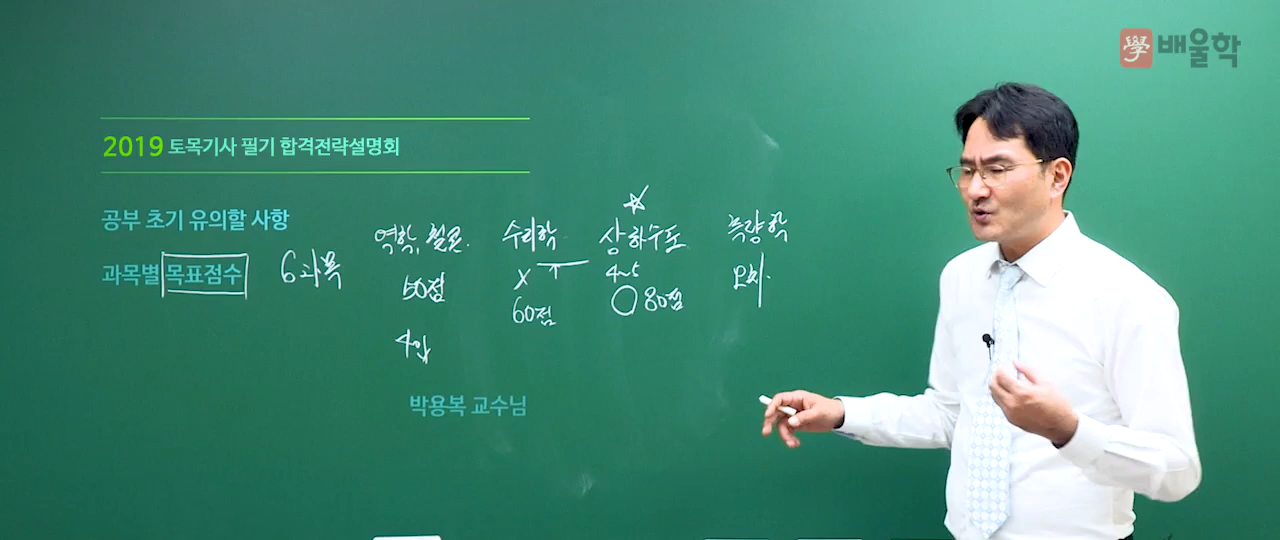 學 배울학
2019 토목기사 필기 합격전략설명회
공부 초기 유의할 사항
역학, 철콘. 수리학 상하수도 측량학
과목별 목표점수 6과목
50점 X 4~5 오차
60점 80점
박용복 교수님